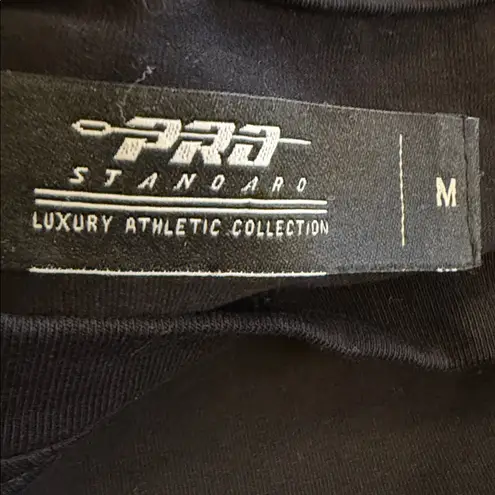 PRO
STANDARD
LUXURY ATHLETIC COLLECTION
M